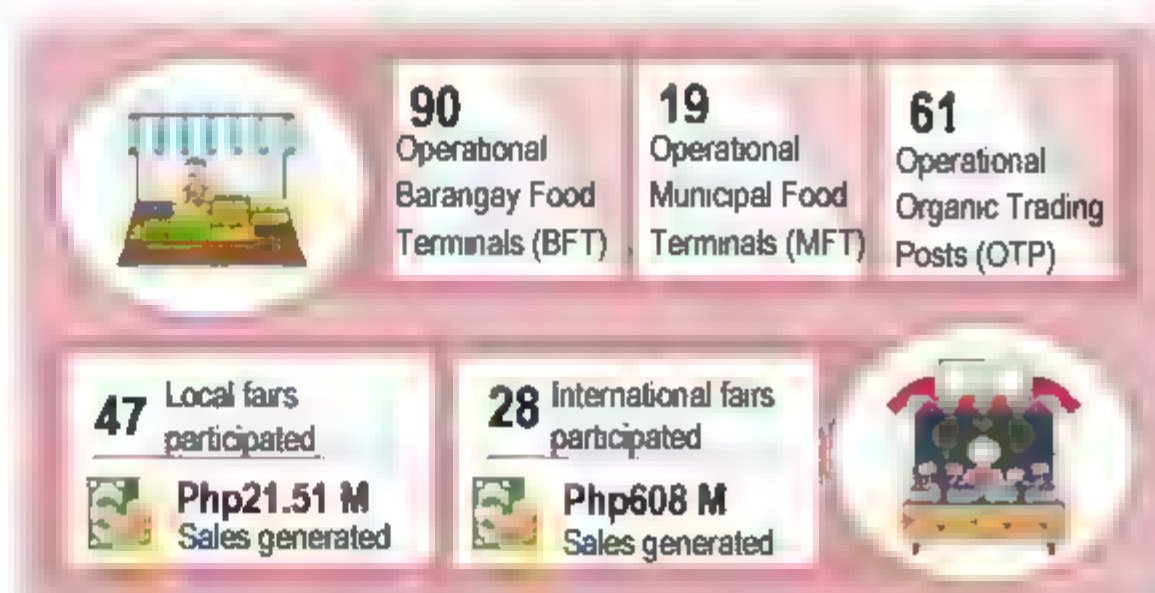 90
Operational
Barangay Food
Terminals (BFT)
19
Operational
Municipal Food
Terminals (MFT)
61
Operational
Organic Trading
Posts (OTP)
47 Local fairs
participated
Php21.51 M
Sales generated
28 International fairs
participated
Php608 M
Sales generated